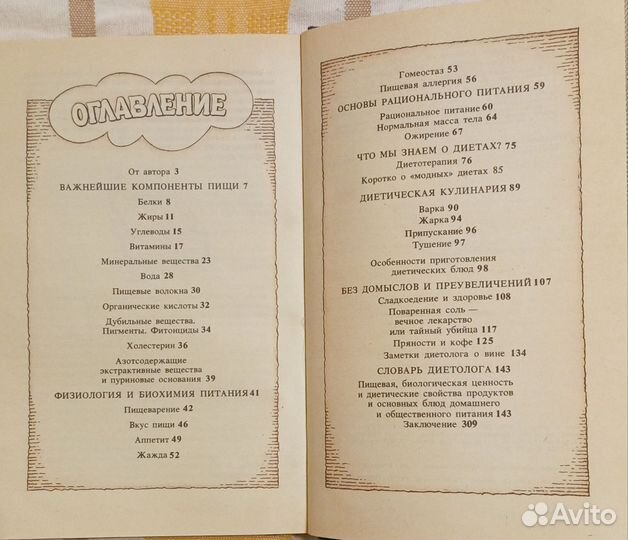 ОГЛАВЛЕНИЕ
От автора 3
ВАЖНЕЙШИЕ КОМПОНЕНТЫ ПИЩИ 7
Белки 8
Жиры 11
Углеводы 15
Витамины 17
Минеральные вещества 23
Вода 28
Пищевые волокна 30
Органические кислоты 32
Дубильные вещества.
Пигменты. Фитонциды 34
Холестерин 36
Азотсодержащие
экстрактивные вещества
и пуриновые основания 39
ФИЗИОЛОГИЯ И БИОХИМИЯ ПИТАНИЯ 41
Пищеварение 42
Вкус пищи 46
Аппетит 49
Жажда 52
Гомеостаз 53
Пищевая аллергия 56
ОСНОВЫ РАЦИОНАЛЬНОГО ПИТАНИЯ 59
Рациональное питание 60
Нормальная масса тела 64
Ожирение 67
ЧТО МЫ ЗНАЕМ О ДИЕТАХ? 75
Диетотерапия 76
Коротко о «модных» диетах 85
ДИЕТИЧЕСКАЯ КУЛИНАРИЯ 89
Варка 90
Жарка 94
Припускание 96
Тушение 97
Особенности приготовления
диетических блюд 98
БЕЗ ДОМЫСЛОВ И ПРЕУВЕЛИЧЕНИЙ 107
Сладкоедение и здоровье 108
Поваренная соль —
вечное лекарство
или тайный убийца 117
Пряности и кофе 125
Заметки диетолога о вине 134
СЛОВАРЬ ДИЕТОЛОГА 143
Пищевая, биологическая ценность
и диетические свойства продуктов
и основных блюд домашнего
и общественного питания 143
Заключение 309
Avito